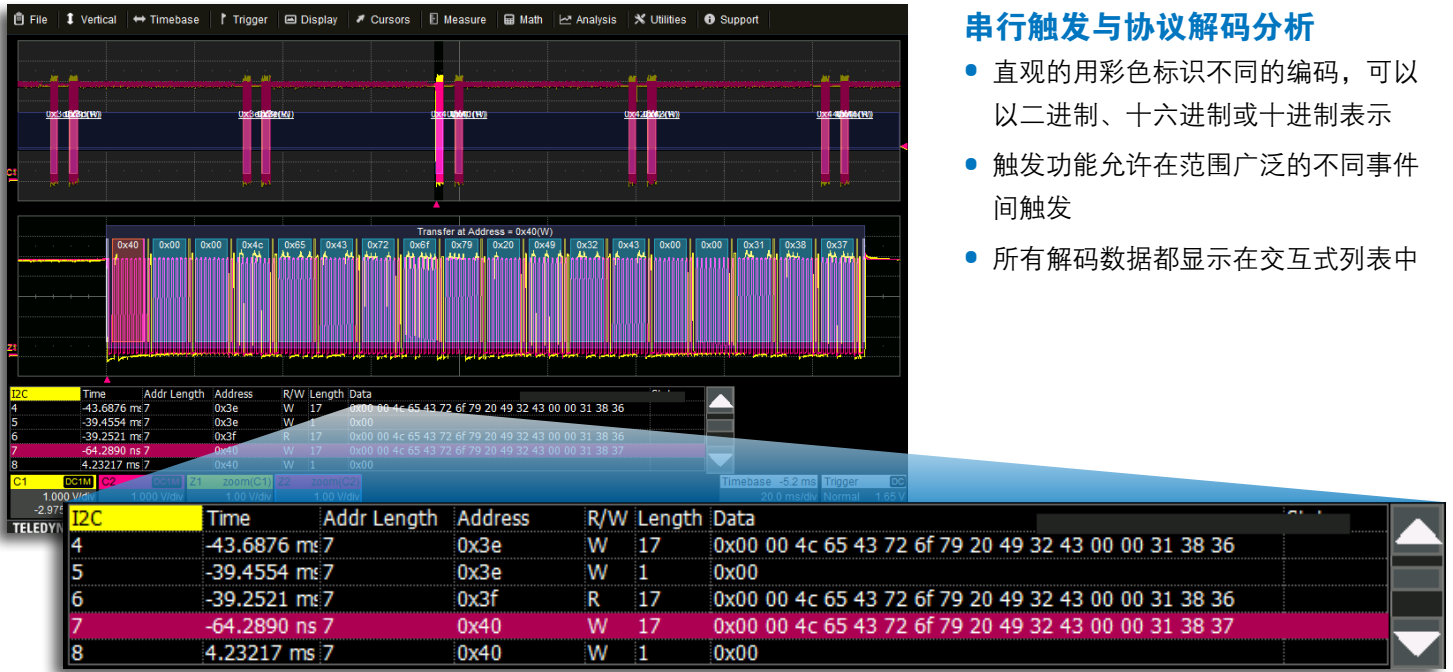 File Vertical Timebase Trigger Display Cursors Measure Math Analysis Utilities Support
串行触发与协议解码分析
• 直观的用彩色标识不同的编码，可以
以二进制、十六进制或十进制表示
• 触发功能允许在范围广泛的不同事件
间触发
• 所有解码数据都显示在交互式列表中
C1
Transfer at Address = 0x40(W)
0x40 0x00 0x00 0x4c 0x65 0x43 0x72 0x6f 0x79 0x20 0x49 0x32 0x43 0x00 0x00 0x31 0x38 0x37
Z1
I2C Time Addr Length Address R/W Length Data
4 -43.6876 ms 7 0x3e W 17 0x00 00 4c 65 43 72 6f 79 20 49 32 43 00 00 31 38 36
5 -39.4554 ms 7 0x3e W 1 0x00
6 -39.2521 ms 7 0x3f R 17 0x00 00 4c 65 43 72 6f 79 20 49 32 43 00 00 31 38 36
7 -64.2890 ns 7 0x40 W 17 0x00 00 4c 65 43 72 6f 79 20 49 32 43 00 00 31 38 37
8 4.23217 ms 7 0x40 W 1 0x00
C1 DC1M C2 DC1M Z1 zoom(C1) Z2 zoom(C2) Timebase -5.2 ms Trigger DC
1.000 V/div 1.000 V/div 1.00 V/div 1.00 V/div 20.0 ms/div Normal 1.65 V
-2.975
TELEDYN
I2C Time Addr Length Address R/W Length Data
4 -43.6876 ms 7 0x3e W 17 0x00 00 4c 65 43 72 6f 79 20 49 32 43 00 00 31 38 36
5 -39.4554 ms 7 0x3e W 1 0x00
6 -39.2521 ms 7 0x3f R 17 0x00 00 4c 65 43 72 6f 79 20 49 32 43 00 00 31 38 36
7 -64.2890 ns 7 0x40 W 17 0x00 00 4c 65 43 72 6f 79 20 49 32 43 00 00 31 38 37
8 4.23217 ms 7 0x40 W 1 0x00